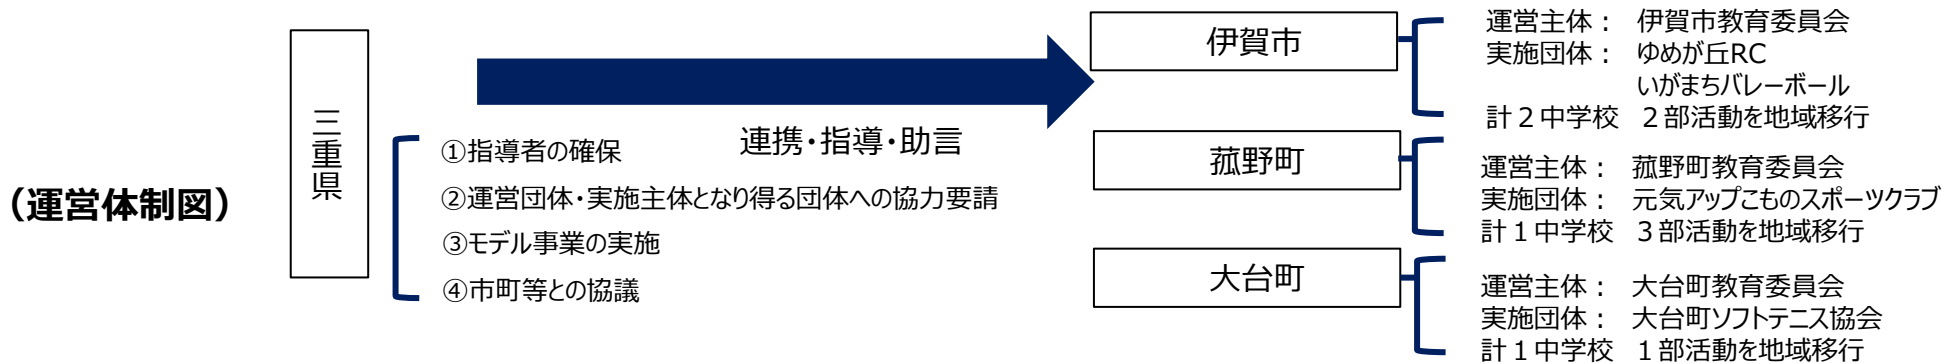 (運営体制図)
三重県
①指導者の確保
②運営団体・実施主体となり得る団体への協力要請
③モデル事業の実施
④市町等との協議
連携・指導・助言
伊賀市
運営主体: 伊賀市教育委員会
実施団体: ゆめが丘RC
いがまちバレーボール
計2中学校 2部活動を地域移行
菰野町
運営主体: 菰野町教育委員会
実施団体: 元気アップこものスポーツクラブ
計1中学校 3部活動を地域移行
大台町
運営主体: 大台町教育委員会
実施団体: 大台町ソフトテニス協会
計1中学校 1部活動を地域移行